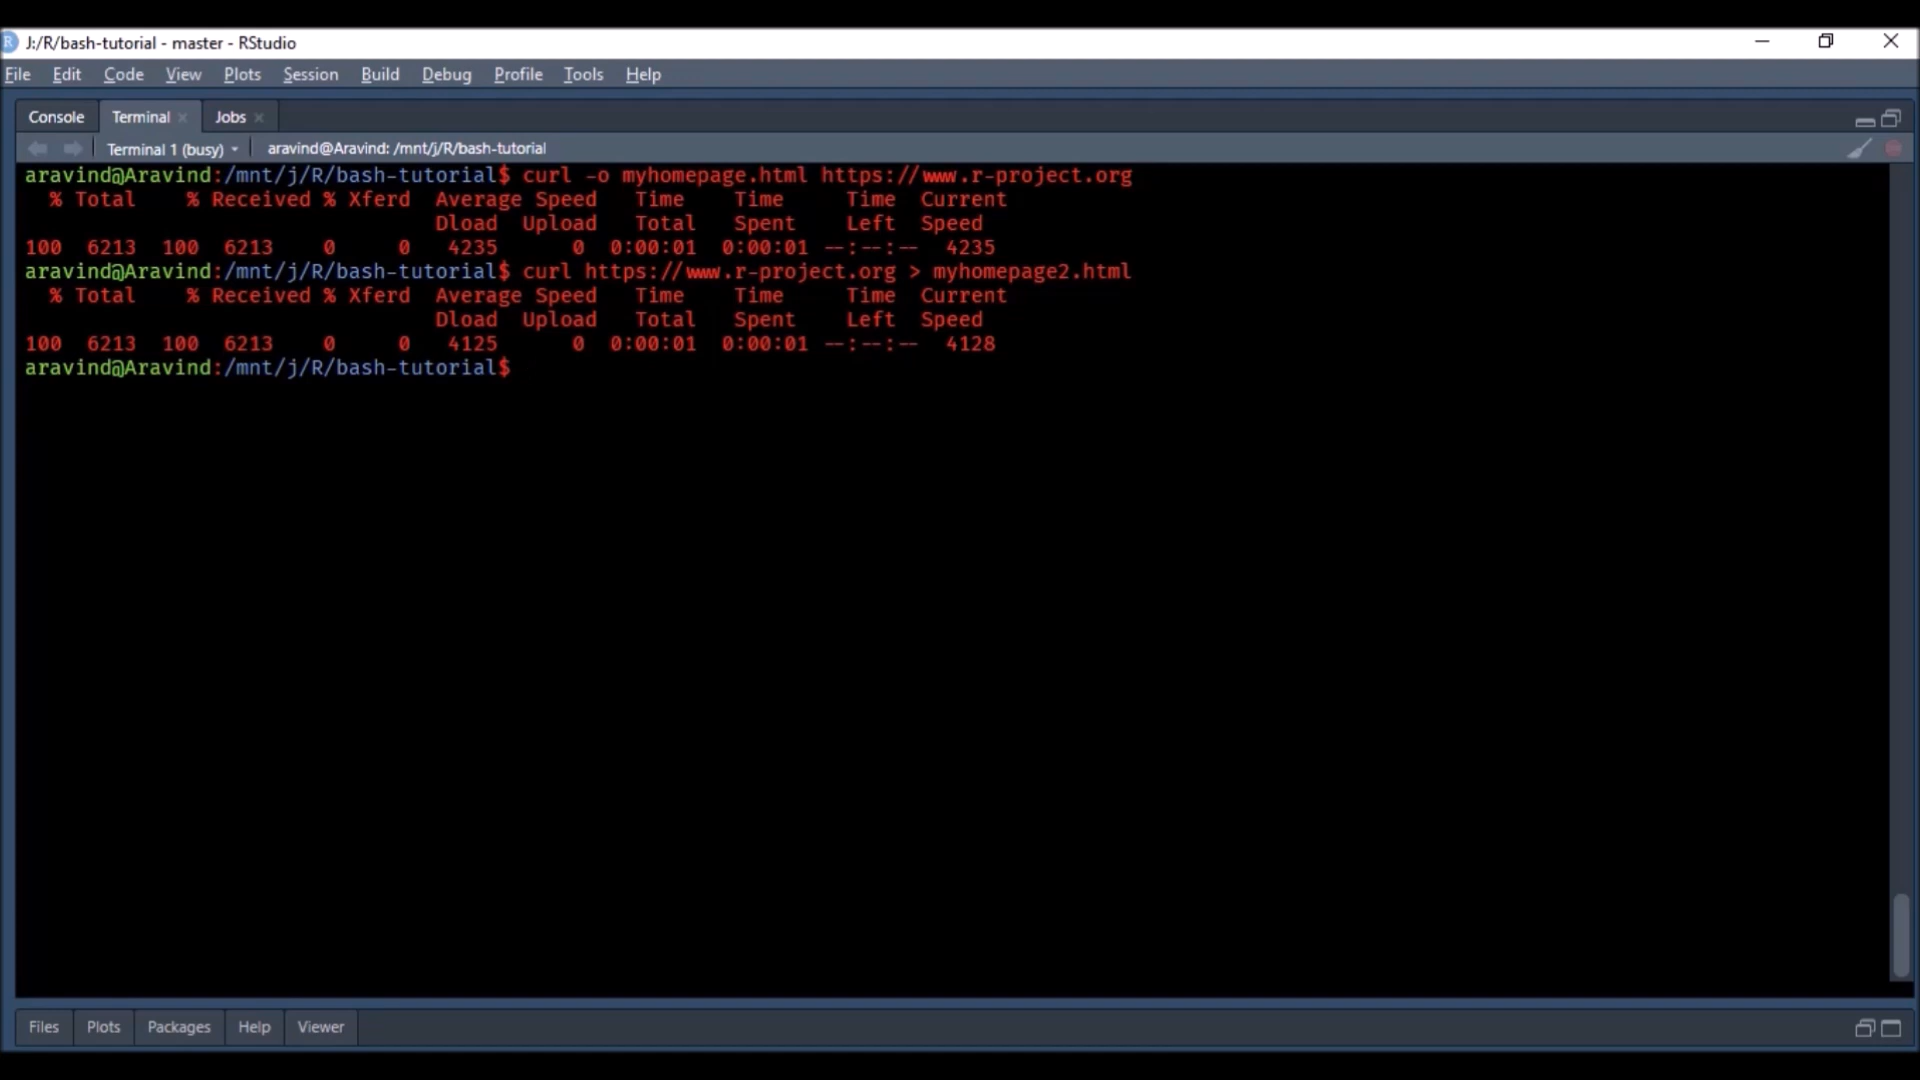 J:/R/bash-tutorial - master - RStudio
File Edit Code View Plots Session Build Debug Profile Tools Help
Console Terminal Jobs
Terminal 1 (busy) aravind@Aravind: /mnt/j/R/bash-tutorial
aravind@Aravind:/mnt/j/R/bash-tutorial$ curl -o myhomepage.html https://www.r-project.org
% Total % Received % Xferd Average Speed Time Time Time Current
Dload Upload Total Spent Left Speed
100 6213 100 6213 0 0 4235 0 0:00:01 0:00:01 --:--:-- 4235
aravind@Aravind:/mnt/j/R/bash-tutorial$ curl https://www.r-project.org > myhomepage2.html
% Total % Received % Xferd Average Speed Time Time Time Current
Dload Upload Total Spent Left Speed
100 6213 100 6213 0 0 4125 0 0:00:01 0:00:01 --:--:-- 4128
aravind@Aravind:/mnt/j/R/bash-tutorial$
Files Plots Packages Help Viewer